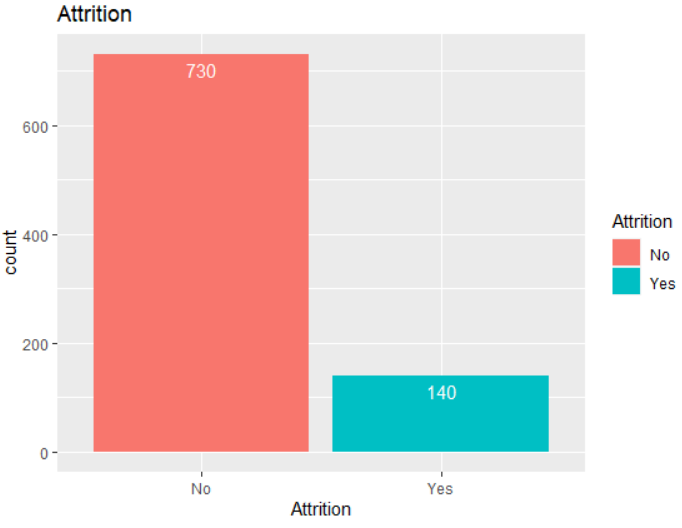 Attrition
730
600
400
200
0
140
count
No
Yes
Attrition
Attrition
No
Yes